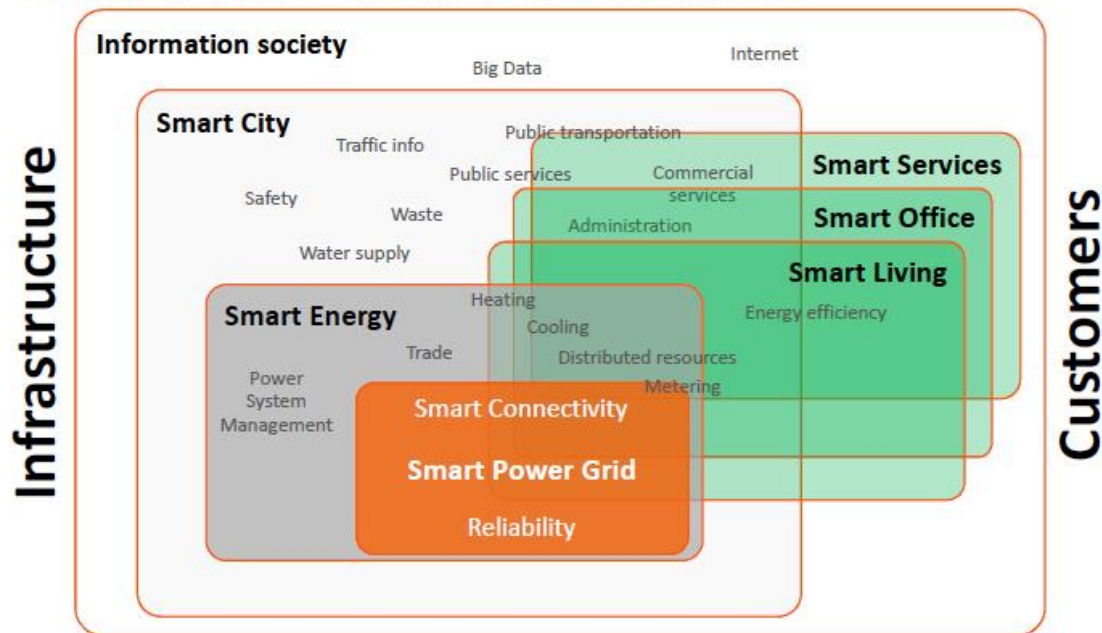 Information society
Internet
Big Data
Smart City
Public transportation
Traffic info
Smart Services
Public services
Commercial
services
Safety
Waste
Smart Office
Administration
Water supply
Smart Living
Heating
Energy efficiency
Smart Energy
Cooling
Trade
Distributed resources
Power
System
Management
Metering
Smart Connectivity
Smart Power Grid
Reliability
Infrastructure
Customers